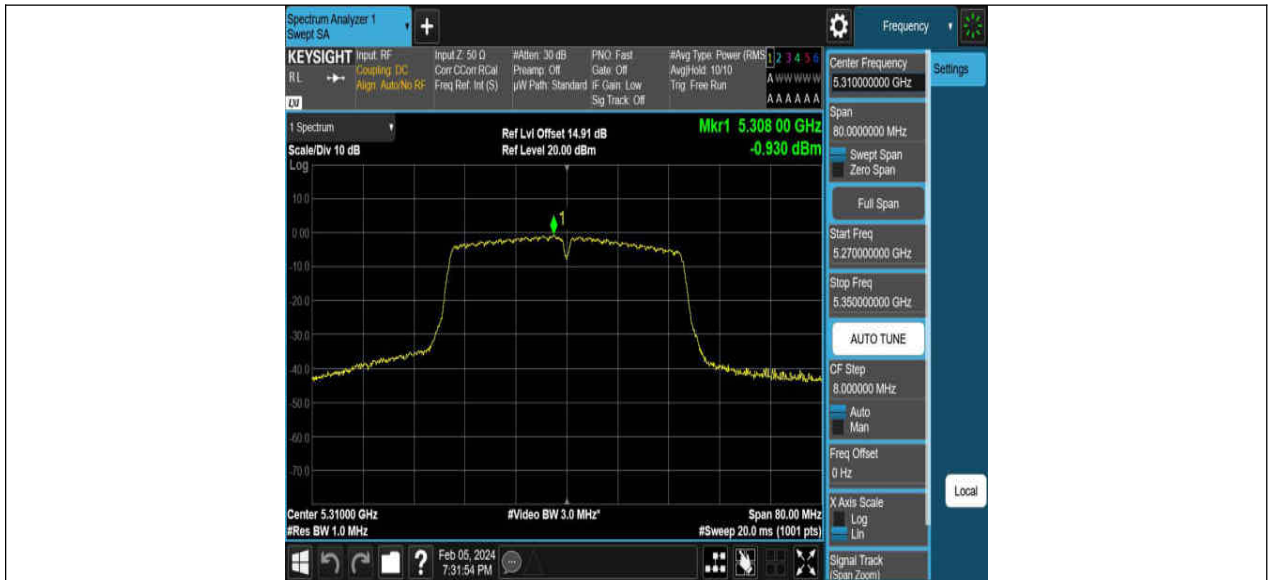 Spectrum Analyzer 1
Swept SA
+
Frequency
KEYSIGHT
RL
LXI
Input: RF
Coupling: DC
Align: Auto/No RF
Input Z: 50 Ω
Corr CCorr RCal
Freq Ref: Int (S)
#Atten: 30 dB
Preamp: Off
µW Path: Standard
PNO: Fast
Gate: Off
IF Gain: Low
Sig Track: Off
#Avg Type: Power (RMS
Avg|Hold: 10/10
Trig: Free Run
1 2 3 4 5 6
A W W W W W
A A A A A A
1 Spectrum
Scale/Div 10 dB
Log
Ref Lvl Offset 14.91 dB
Ref Level 20.00 dBm
Mkr1 5.308 00 GHz
-0.930 dBm
10.0
0.00
-10.0
-20.0
-30.0
-40.0
-50.0
-60.0
-70.0
1
Center 5.31000 GHz
#Res BW 1.0 MHz
#Video BW 3.0 MHz*
Span 80.00 MHz
#Sweep 20.0 ms (1001 pts)
?
Feb 05, 2024
7:31:54 PM
Center Frequency
5.310000000 GHz
Span
80.0000000 MHz
Swept Span
Zero Span
Full Span
Start Freq
5.270000000 GHz
Stop Freq
5.350000000 GHz
AUTO TUNE
CF Step
8.000000 MHz
Auto
Man
Freq Offset
0 Hz
X Axis Scale
Log
Lin
Signal Track
(Span Zoom)
Settings
Local